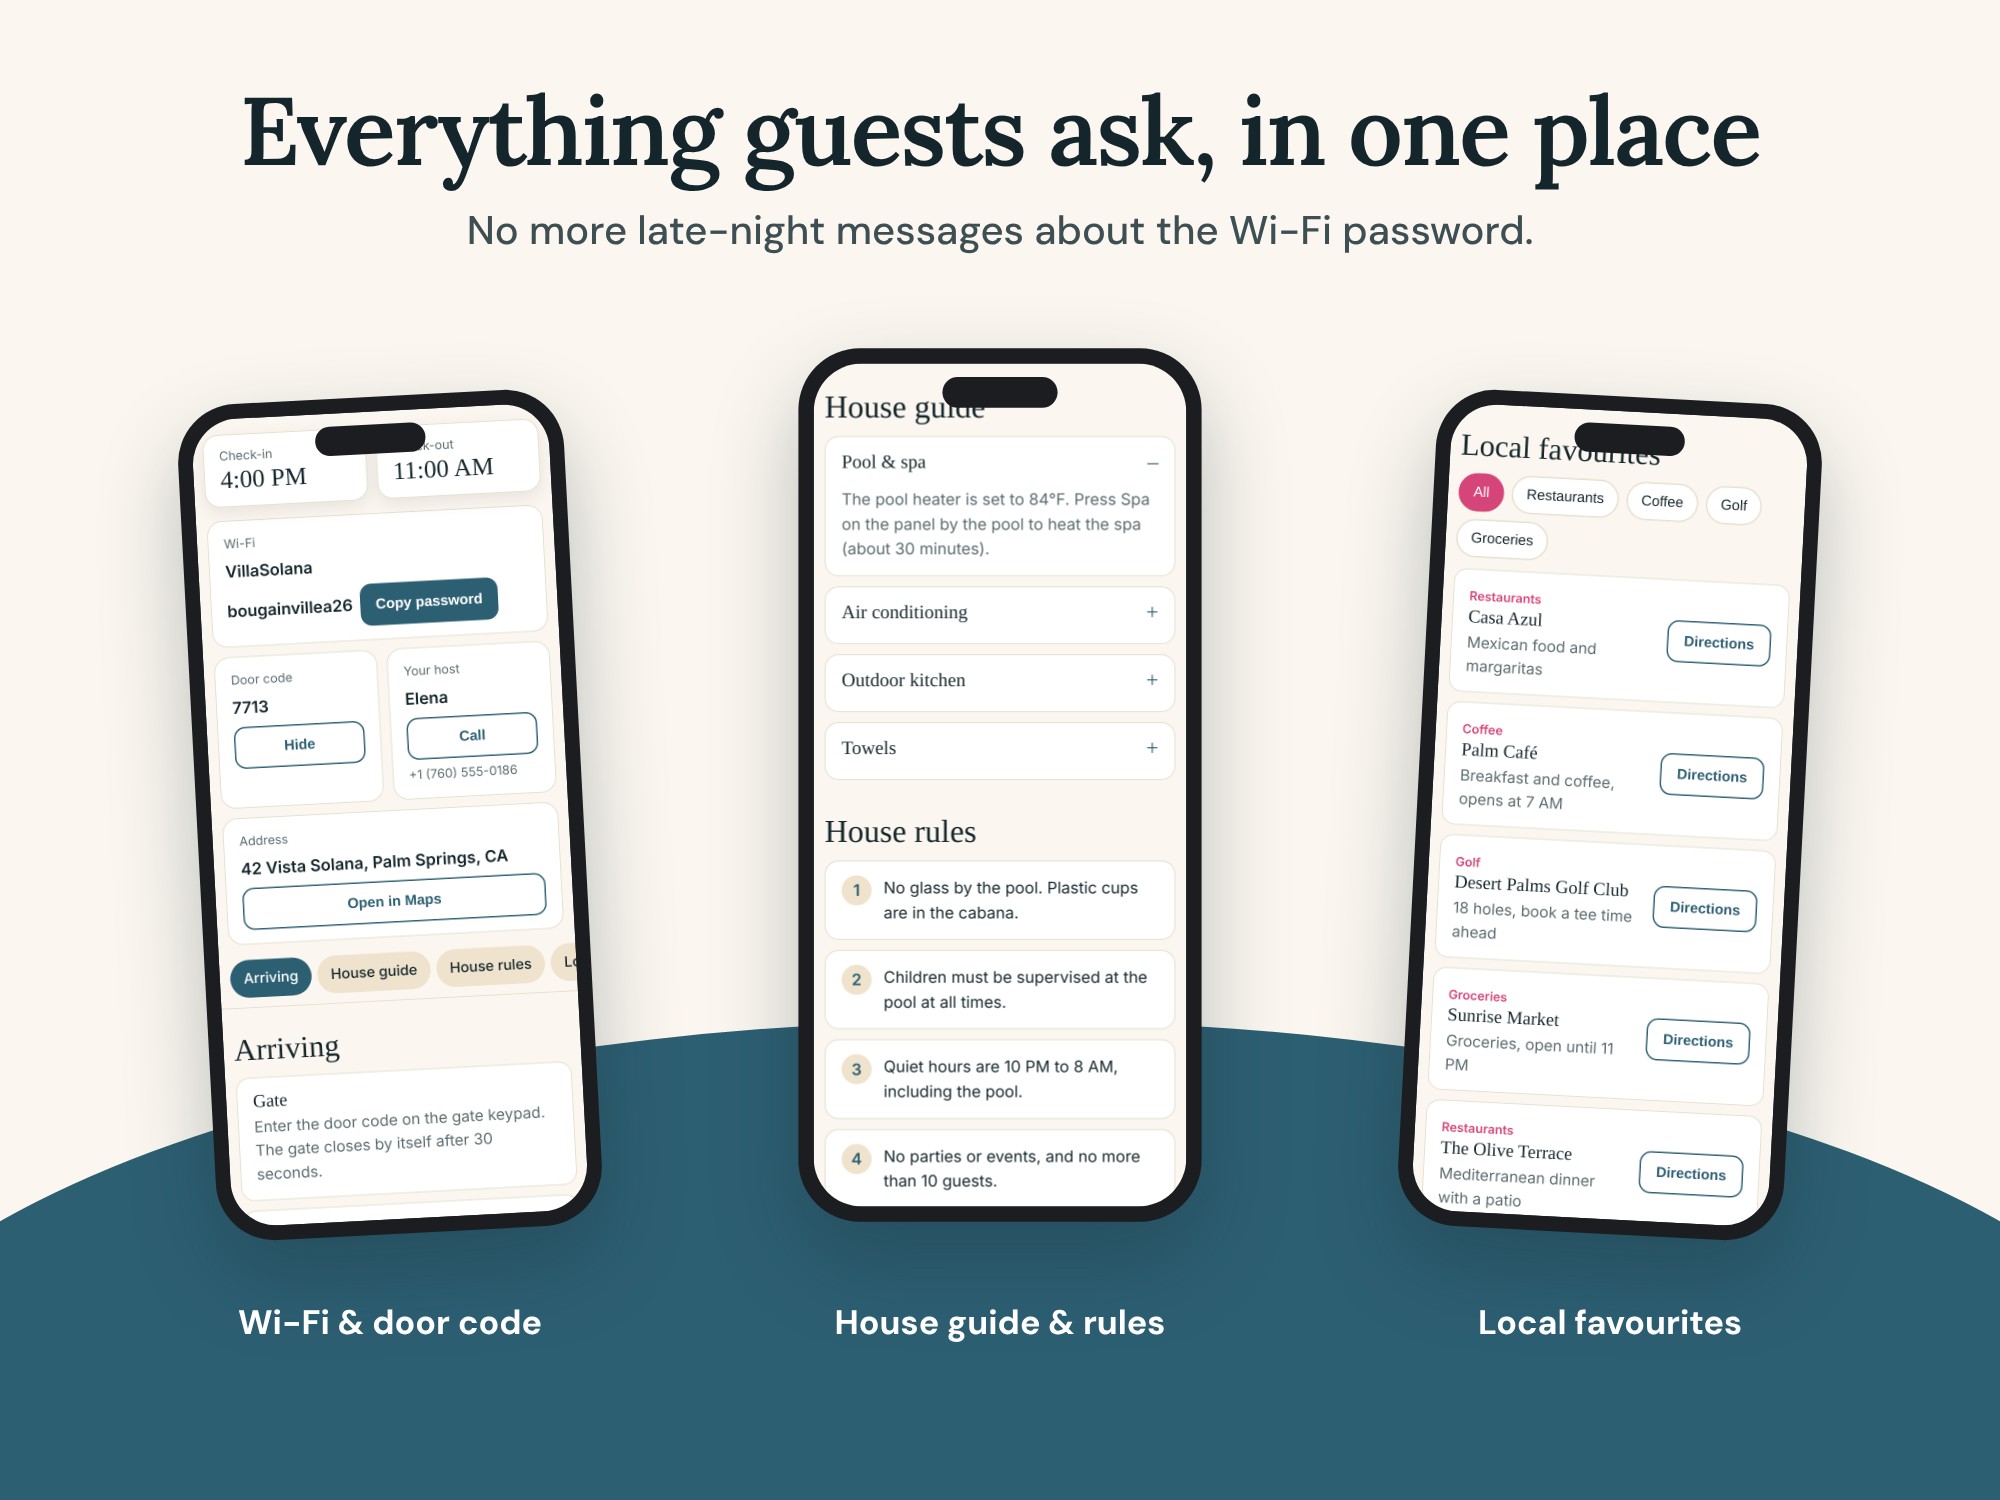 Everything guests ask, in one place
No more late-night messages about the Wi-Fi password.
Check-in
4:00 PM
k-out
11:00 AM
Wi-Fi
VillaSolana
bougainvillea26
Copy password
Door code
7713
Hide
Your host
Elena
Call
+1 (760) 555-0186
Address
42 Vista Solana, Palm Springs, CA
Open in Maps
Arriving
House guide
House rules
Lo
Arriving
Gate
Enter the door code on the gate keypad.
The gate closes by itself after 30
seconds.
Wi-Fi & door code
House guide
Pool & spa
–
The pool heater is set to 84°F. Press Spa
on the panel by the pool to heat the spa
(about 30 minutes).
Air conditioning
+
Outdoor kitchen
+
Towels
+
House rules
1
No glass by the pool. Plastic cups
are in the cabana.
2
Children must be supervised at the
pool at all times.
3
Quiet hours are 10 PM to 8 AM,
including the pool.
4
No parties or events, and no more
than 10 guests.
House guide & rules
Local favourites
All
Restaurants
Coffee
Golf
Groceries
Restaurants
Casa Azul
Mexican food and
margaritas
Directions
Coffee
Palm Café
Breakfast and coffee,
opens at 7 AM
Directions
Golf
Desert Palms Golf Club
18 holes, book a tee time
ahead
Directions
Groceries
Sunrise Market
Groceries, open until 11
PM
Directions
Restaurants
The Olive Terrace
Mediterranean dinner
with a patio
Directions
Local favourites